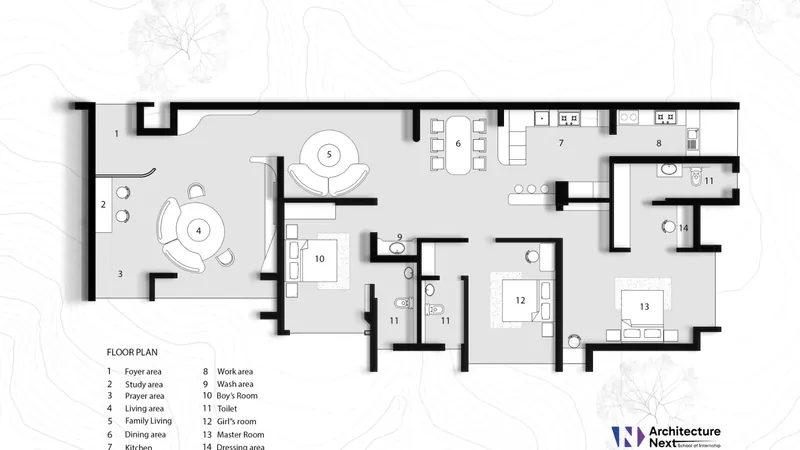 1
2
3
4
5
6
7
8
9
10
11
11
11
12
13
14
FLOOR PLAN
1 Foyer area
2 Study area
3 Prayer area
4 Living area
5 Family Living
6 Dining area
7 Kitchen
8 Work area
9 Wash area
10 Boy's Room
11 Toilet
12 Girl"s room
13 Master Room
14 Dressing area
Architecture
Next School of Internship